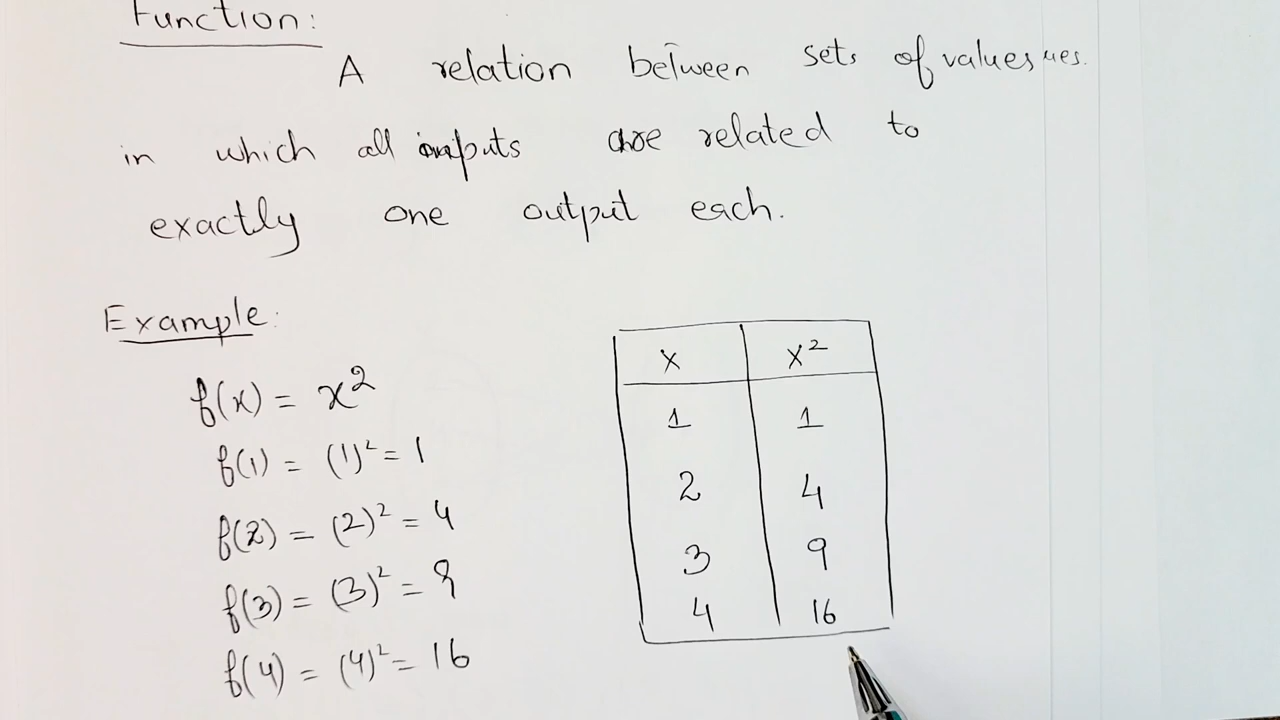 Function:
A relation between sets of values ues.
in which all inputs are related to
exactly one output each.
Example:
f(x) = x²
f(1) = (1)² = 1
f(2) = (2)² = 4
f(3) = (3)² = 9
f(4) = (4)² = 16
x x²
1 1
2 4
3 9
4 16